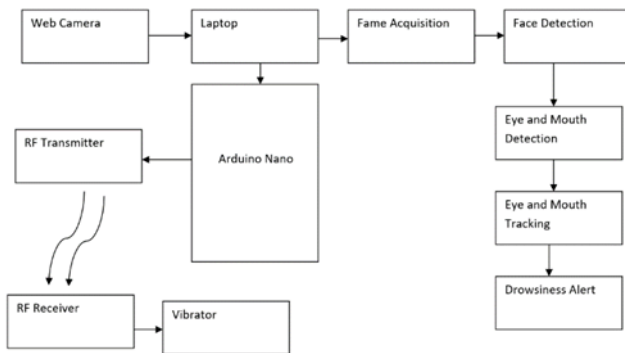 Web Camera
Laptop
Fame Acquisition
Face Detection
RF Transmitter
Arduino Nano
Eye and Mouth
Detection
Eye and Mouth
Tracking
RF Receiver
Vibrator
Drowsiness Alert